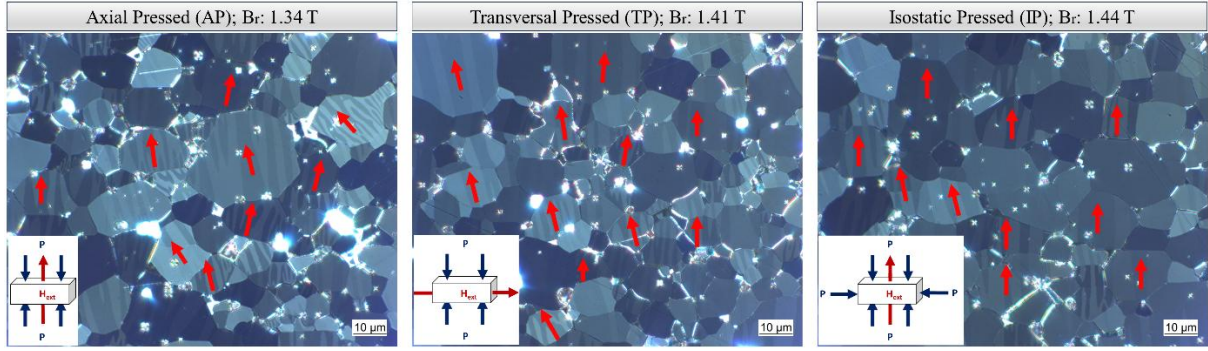 Axial Pressed (AP); Br: 1.34 T
Transversal Pressed (TP); Br: 1.41 T
Isostatic Pressed (IP); Br: 1.44 T
P
Hext
P
10 µm
P
Hext
P
10 µm
P
P
Hext
P
P
10 µm